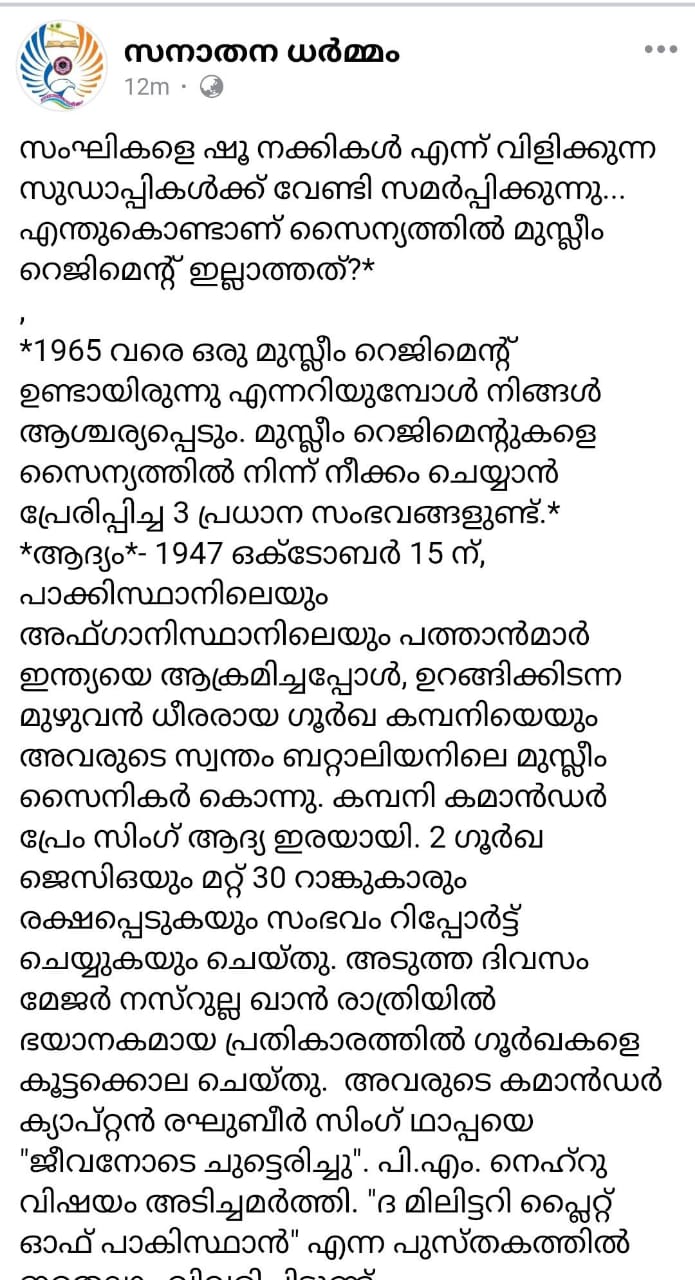 സനാതന ധർമ്മം
12m ·
സംഘികളെ ഷൂ നക്കികൾ എന്ന് വിളിക്കുന്ന
സുഡാപ്പികൾക്ക് വേണ്ടി സമർപ്പിക്കുന്നു...
എന്തുകൊണ്ടാണ് സൈന്യത്തിൽ മുസ്ലീം
റെജിമെന്റ് ഇല്ലാത്തത്?*
,
*1965 വരെ ഒരു മുസ്ലീം റെജിമെന്റ്
ഉണ്ടായിരുന്നു എന്നറിയുമ്പോൾ നിങ്ങൾ
ആശ്ചര്യപ്പെടും. മുസ്ലീം റെജിമെന്റുകളെ
സൈന്യത്തിൽ നിന്ന് നീക്കം ചെയ്യാൻ
പ്രേരിപ്പിച്ച 3 പ്രധാന സംഭവങ്ങളുണ്ട്.*
*ആദ്യം*- 1947 ഒക്ടോബർ 15 ന്,
പാക്കിസ്ഥാനിലെയും
അഫ്ഗാനിസ്ഥാനിലെയും പത്താൻമാർ
ഇന്ത്യയെ ആക്രമിച്ചപ്പോൾ, ഉറങ്ങിക്കിടന്ന
മുഴുവൻ ധീരരായ ഗൂർഖ കമ്പനിയെയും
അവരുടെ സ്വന്തം ബറ്റാലിയനിലെ മുസ്ലീം
സൈനികർ കൊന്നു. കമ്പനി കമാൻഡർ
പ്രേം സിംഗ് ആദ്യ ഇരയായി. 2 ഗൂർഖ
ജെസിഒയും മറ്റ് 30 റാങ്കുകാരും
രക്ഷപ്പെടുകയും സംഭവം റിപ്പോർട്ട്
ചെയ്യുകയും ചെയ്തു. അടുത്ത ദിവസം
മേജർ നസ്റുല്ല ഖാൻ രാത്രിയിൽ
ഭയാനകമായ പ്രതികാരത്തിൽ ഗൂർഖകളെ
കൂട്ടക്കൊല ചെയ്തു. അവരുടെ കമാൻഡർ
ക്യാപ്റ്റൻ രഘുബീർ സിംഗ് ഥാപ്പയെ
"ജീവനോടെ ചുട്ടെരിച്ചു". പി.എം. നെഹ്റു
വിഷയം അടിച്ചമർത്തി. "ദ മിലിട്ടറി പ്ലൈറ്റ്
ഓഫ് പാകിസ്ഥാൻ" എന്ന പുസ്തകത്തിൽ